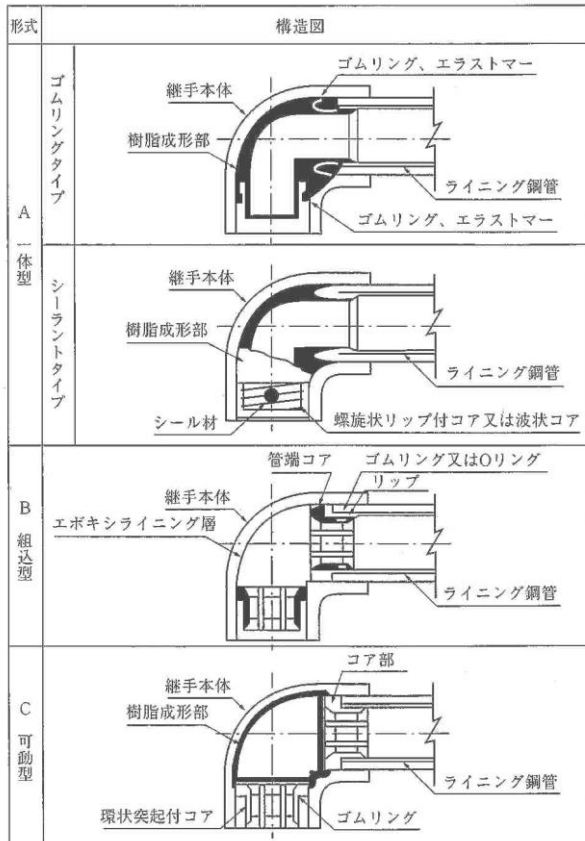 形式
構造図
A 一体型
ゴムリングタイプ
ゴムリング、エラストマー
継手本体
樹脂成形部
ライニング鋼管
ゴムリング、エラストマー
シーラントタイプ
継手本体
樹脂成形部
ライニング鋼管
シール材
螺旋状リップ付コア又は波状コア
B 組込型
管端コア
ゴムリング又はOリング
リップ
継手本体
エポキシライニング層
ライニング鋼管
C 可動型
コア部
継手本体
樹脂成形部
ライニング鋼管
環状突起付コア
ゴムリング